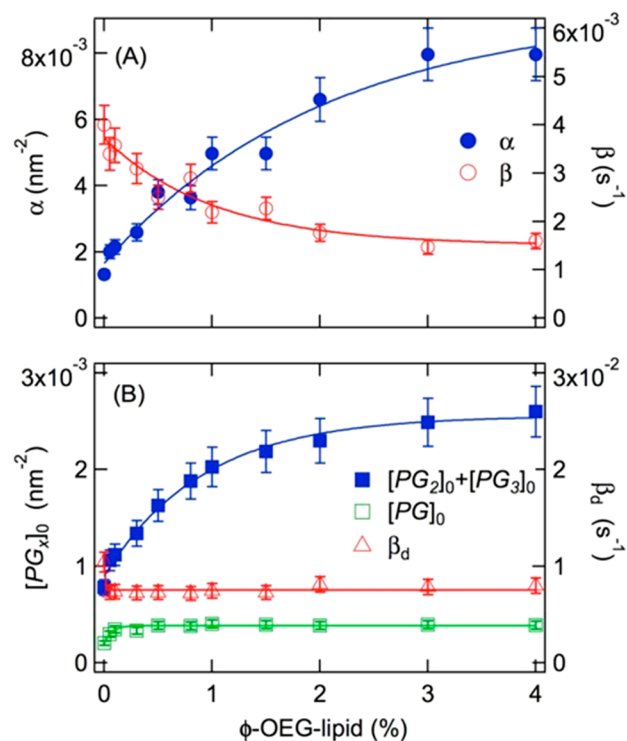 (A)
8x10⁻³
6
4
2
0
α (nm⁻²)
6x10⁻³
5
4
3
2
1
0
β (s⁻¹)
α
β
(B)
3x10⁻³
2
1
0
[PGₓ]₀ (nm⁻²)
3x10⁻²
2
1
0
β_d (s⁻¹)
[PG₂]₀+[PG₃]₀
[PG]₀
β_d
0
1
2
3
4
ϕ-OEG-lipid (%)